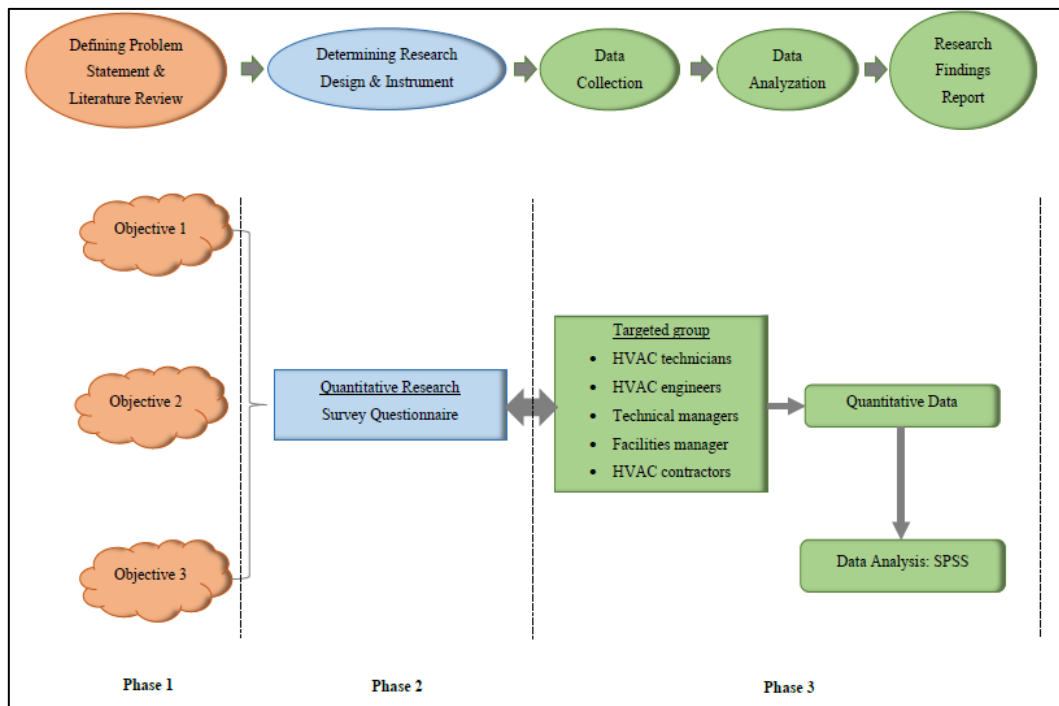 Defining Problem
Statement &
Literature Review
Determining Research
Design & Instrument
Data
Collection
Data
Analyzation
Research
Findings
Report
Objective 1
Objective 2
Objective 3
Quantitative Research
Survey Questionnaire
Targeted group
• HVAC technicians
• HVAC engineers
• Technical managers
• Facilities manager
• HVAC contractors
Quantitative Data
Data Analysis: SPSS
Phase 1
Phase 2
Phase 3